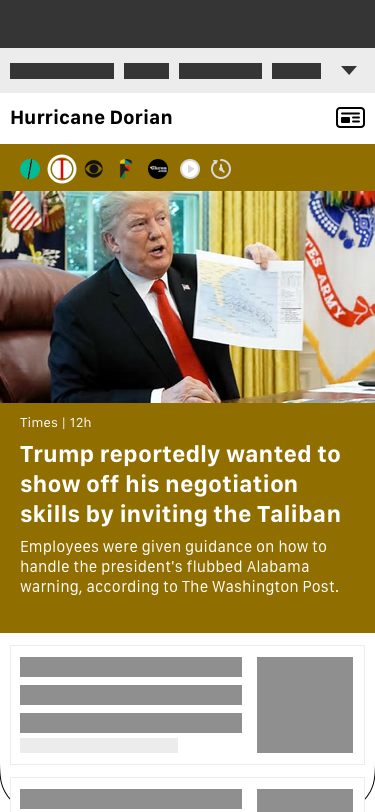 Hurricane Dorian
Times | 12h
Trump reportedly wanted to
show off his negotiation
skills by inviting the Taliban
Employees were given guidance on how to
handle the president's flubbed Alabama
warning, according to The Washington Post.